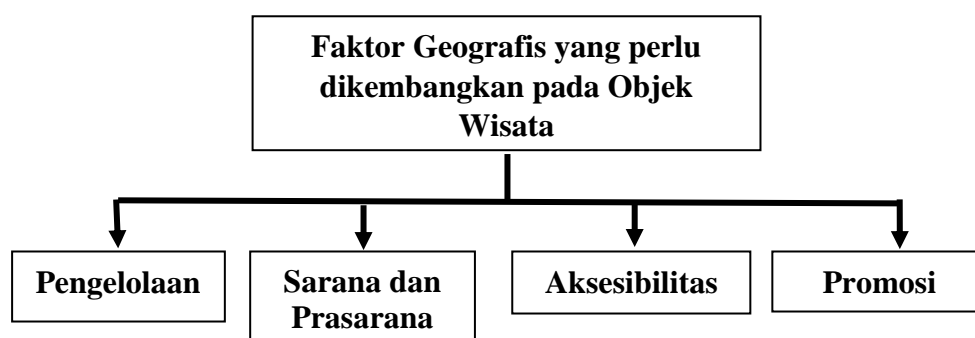 Faktor Geografis yang perlu
dikembangkan pada Objek
Wisata
Pengelolaan
Sarana dan
Prasarana
Aksesibilitas
Promosi